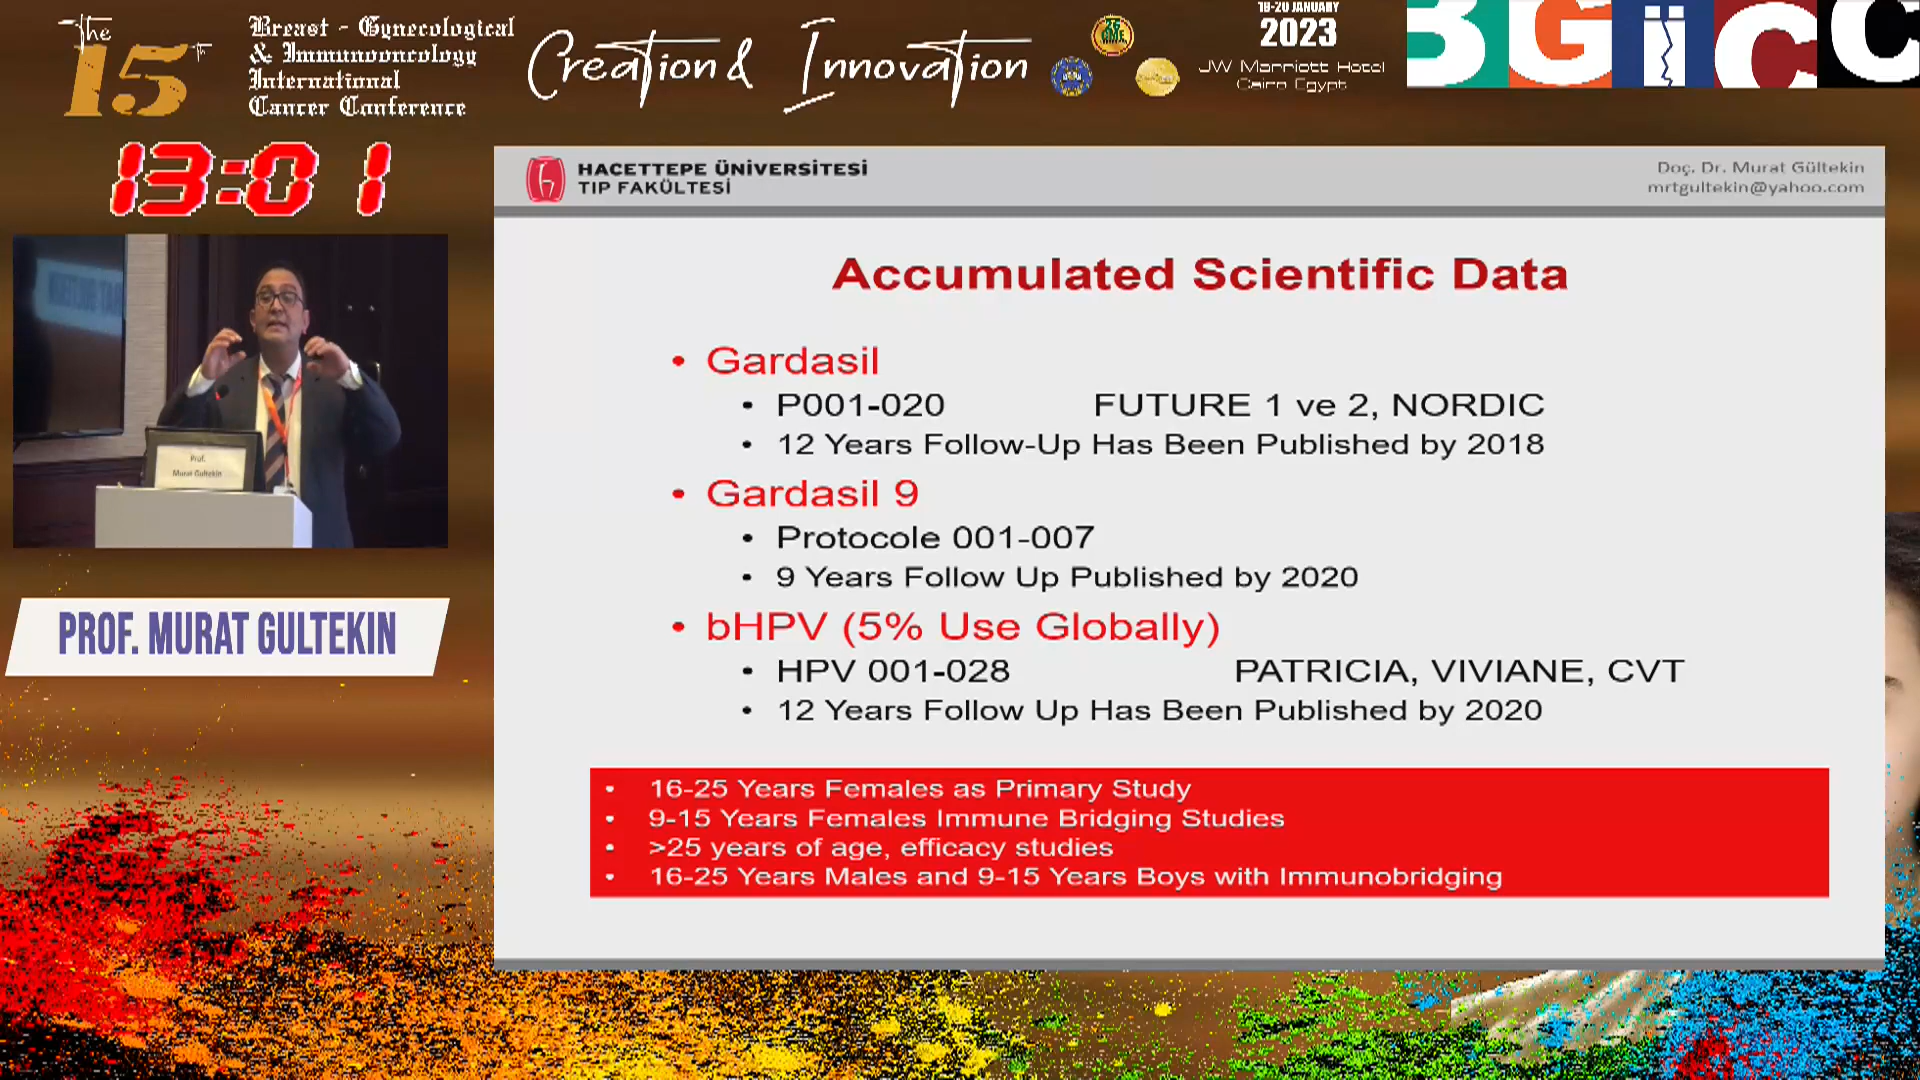 The
15th
Breast - Gynecological
& Immunooncology
International
Cancer Conference
Creation & Innovation
18-20 JANUARY
2023
JW Marriott Hotel
Cairo Egypt
BGiCC
13:01
HACETTEPE ÜNİVERSİTESİ
TIP FAKÜLTESİ
Doç. Dr. Murat Gültekin
mrtgultekin@yahoo.com
Accumulated Scientific Data
• Gardasil
• P001-020 FUTURE 1 ve 2, NORDIC
• 12 Years Follow-Up Has Been Published by 2018
• Gardasil 9
• Protocole 001-007
• 9 Years Follow Up Published by 2020
• bHPV (5% Use Globally)
• HPV 001-028 PATRICIA, VIVIANE, CVT
• 12 Years Follow Up Has Been Published by 2020
• 16-25 Years Females as Primary Study
• 9-15 Years Females Immune Bridging Studies
• >25 years of age, efficacy studies
• 16-25 Years Males and 9-15 Years Boys with Immunobridging
Prof.
Murat Gultekin
PROF. MURAT GULTEKIN